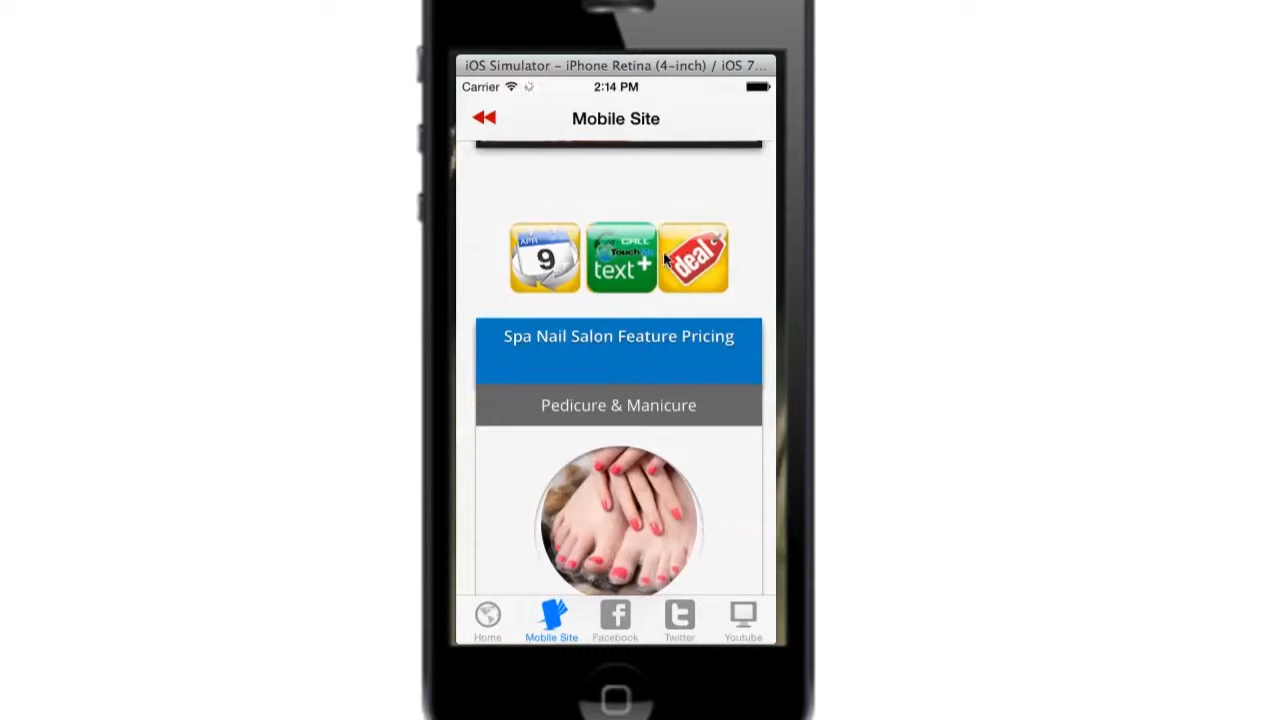 iOS Simulator – iPhone Retina (4-inch) / iOS 7...
Carrier 2:14 PM
Mobile Site
APR
9
CALL
Touch
text+
deal
Spa Nail Salon Feature Pricing
Pedicure & Manicure
Home Mobile Site Facebook Twitter Youtube